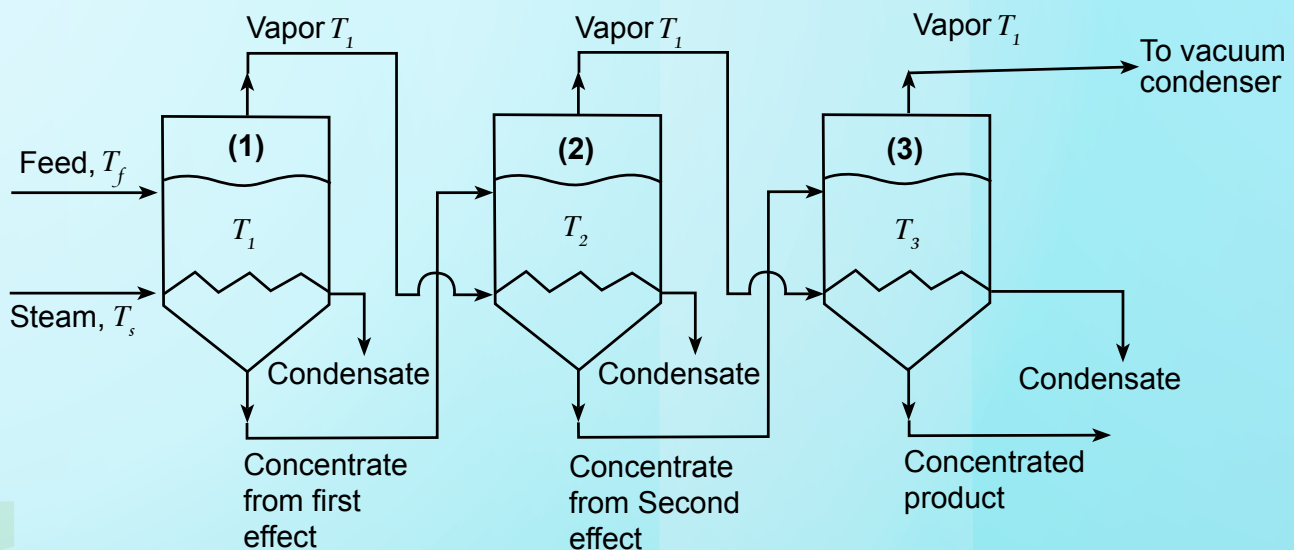 Vapor T₁
Vapor T₁
Vapor T₁
To vacuum
condenser
(1)
(2)
(3)
Feed, T_f
T₁
T₂
T₃
Steam, Tₛ
Condensate
Condensate
Condensate
Concentrate
from first
effect
Concentrate
from Second
effect
Concentrated
product